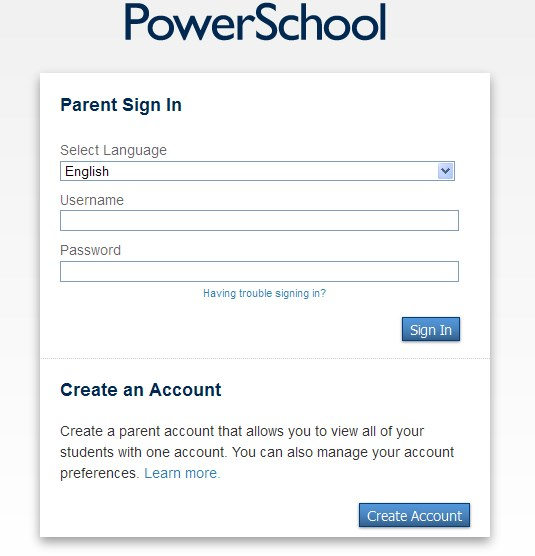 PowerSchool
Parent Sign In
Select Language
English
Username
Password
Having trouble signing in?
Sign In
Create an Account
Create a parent account that allows you to view all of your
students with one account. You can also manage your account
preferences. Learn more.
Create Account